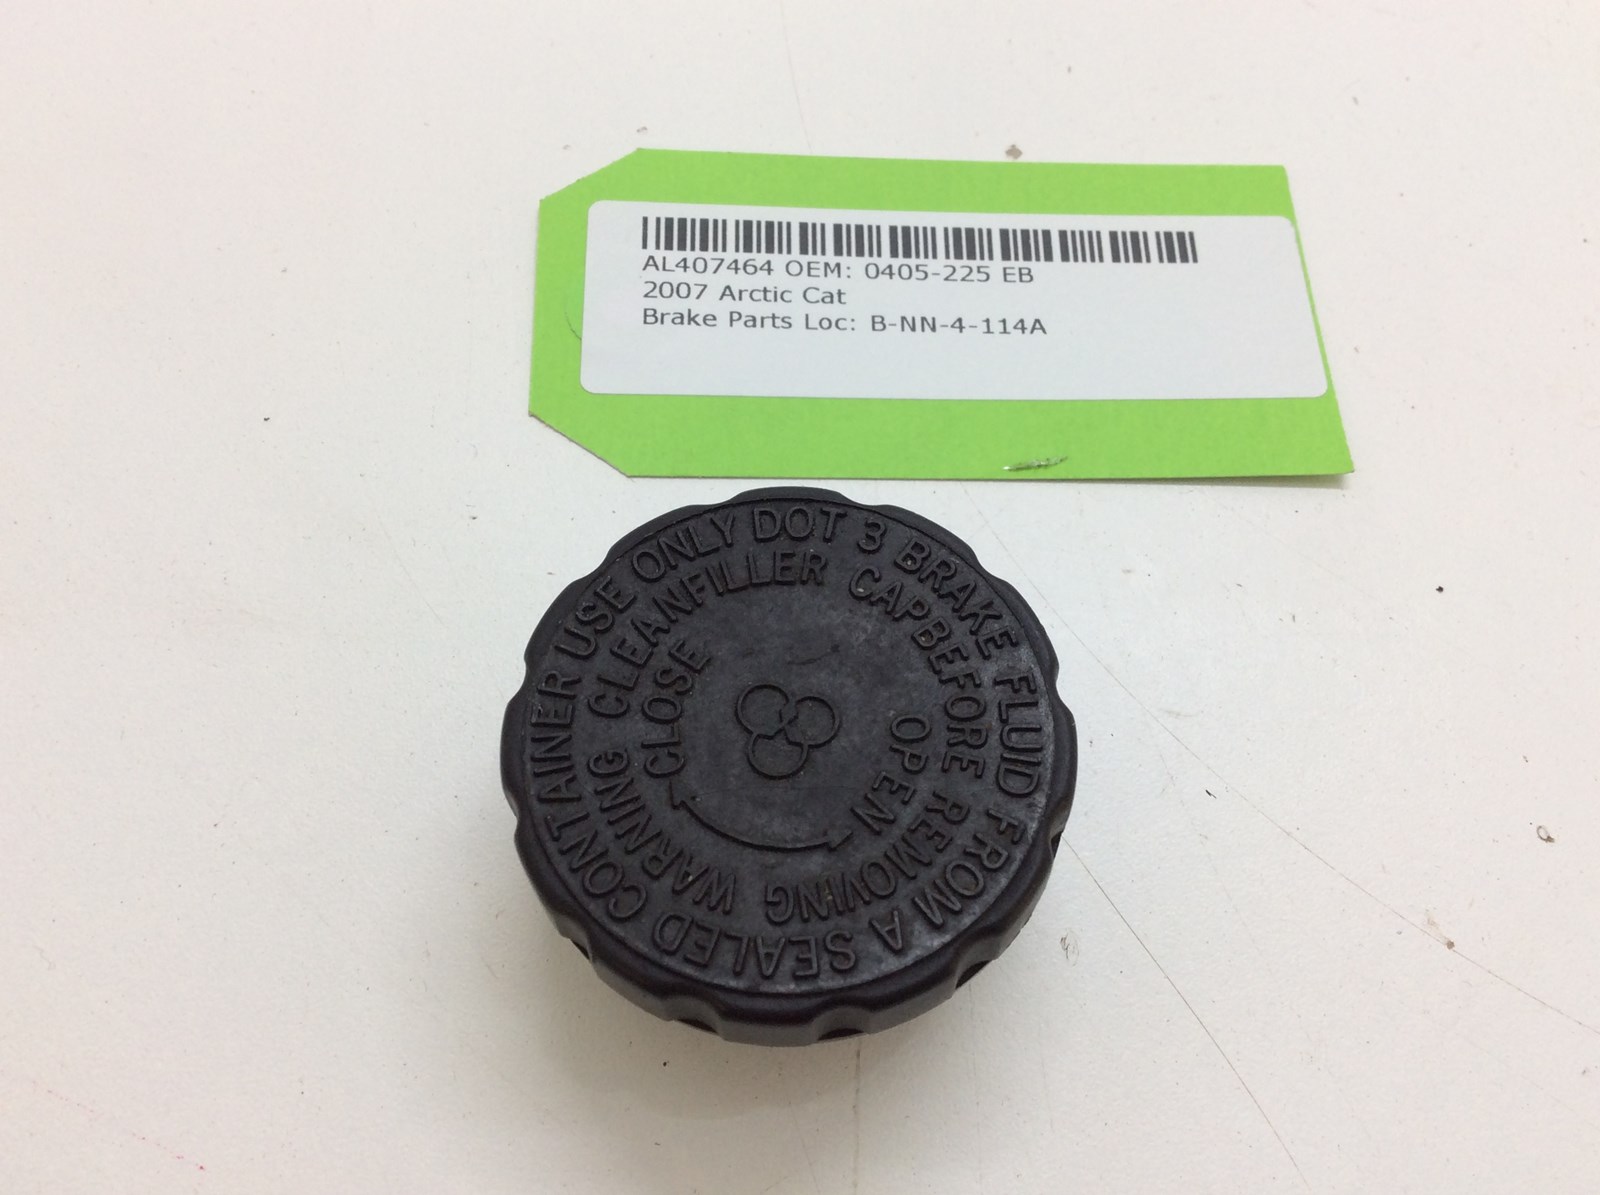 AL407464 OEM: 0405-225 EB
2007 Arctic Cat
Brake Parts Loc: B-NN-4-114A
USE ONLY DOT 3 BRAKE FLUID FROM A SEALED CONTAINER
WARNING CLEANFILLER CAPBEFORE REMOVING
CLOSE
OPEN